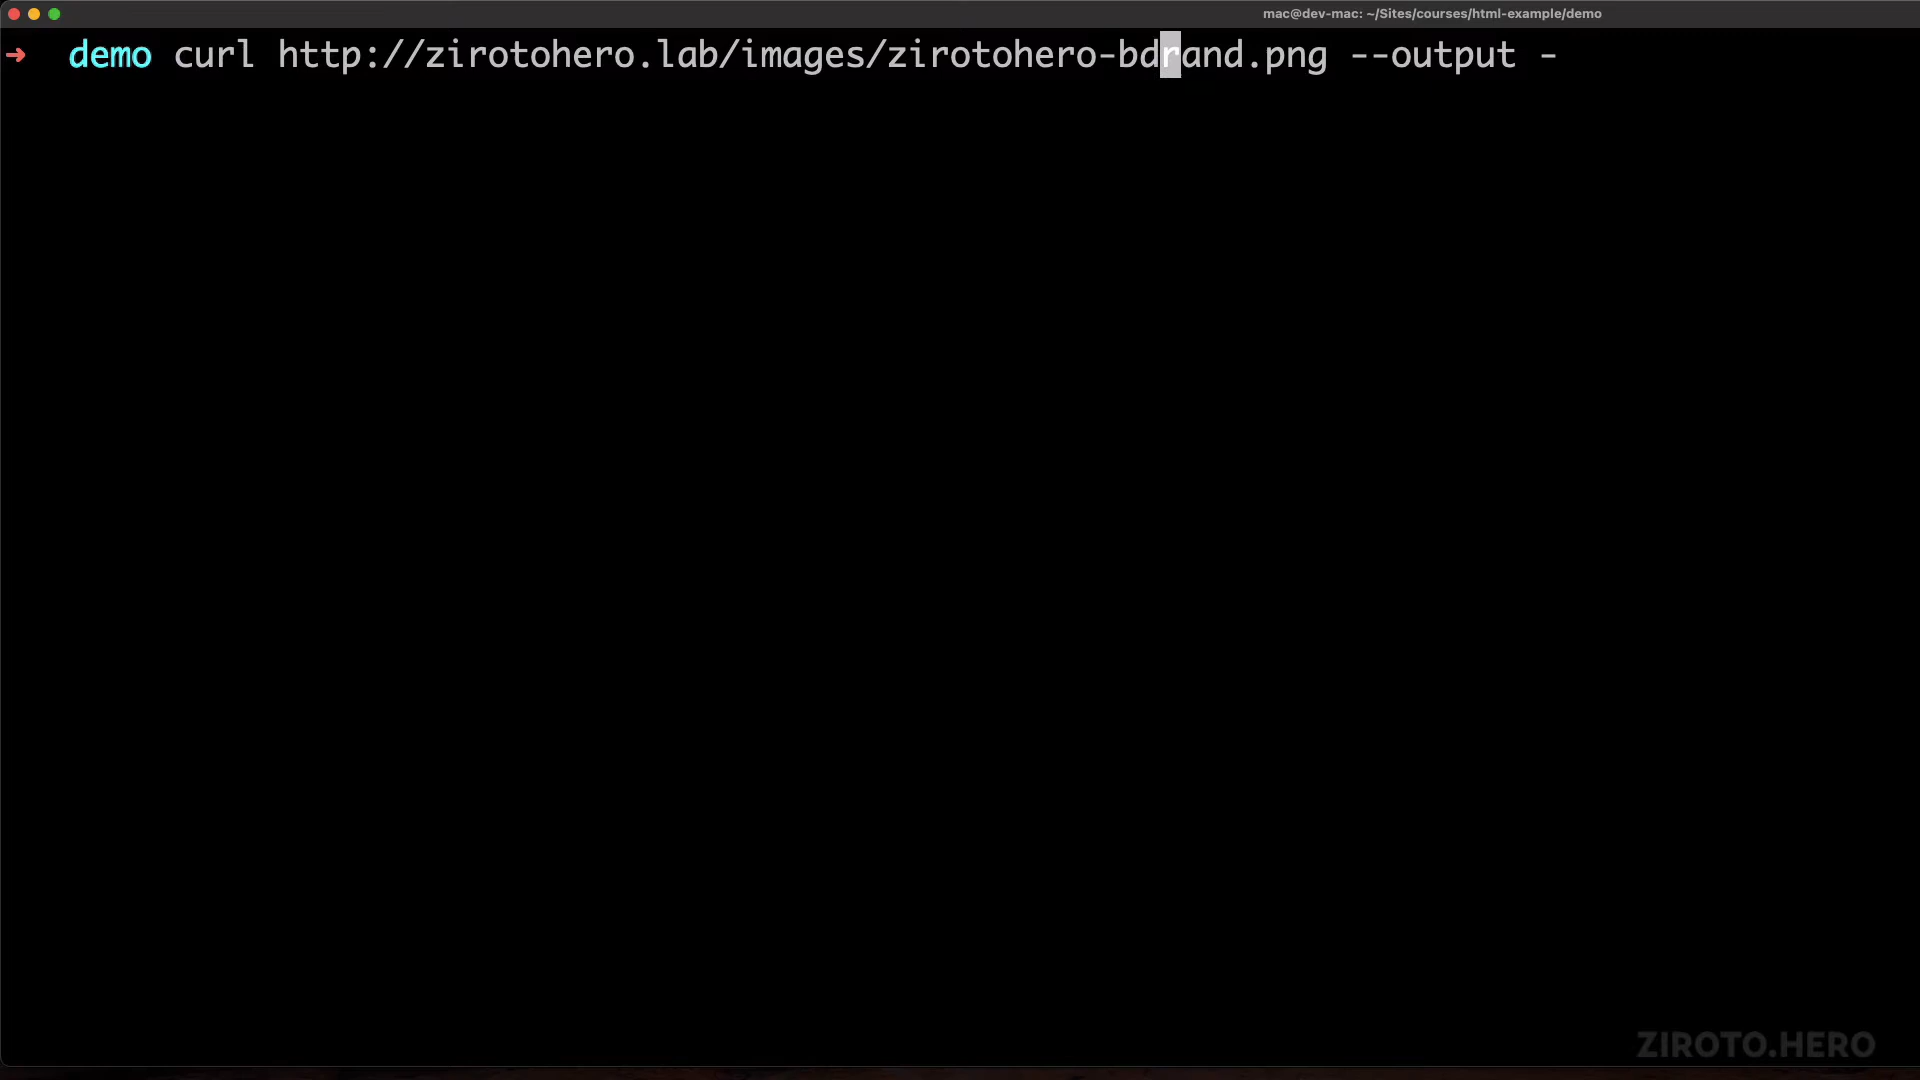 mac@dev-mac: ~/Sites/courses/html-example/demo
➜ demo curl http://zirotohero.lab/images/zirotohero-bdrand.png --output -
ZIROTO.HERO